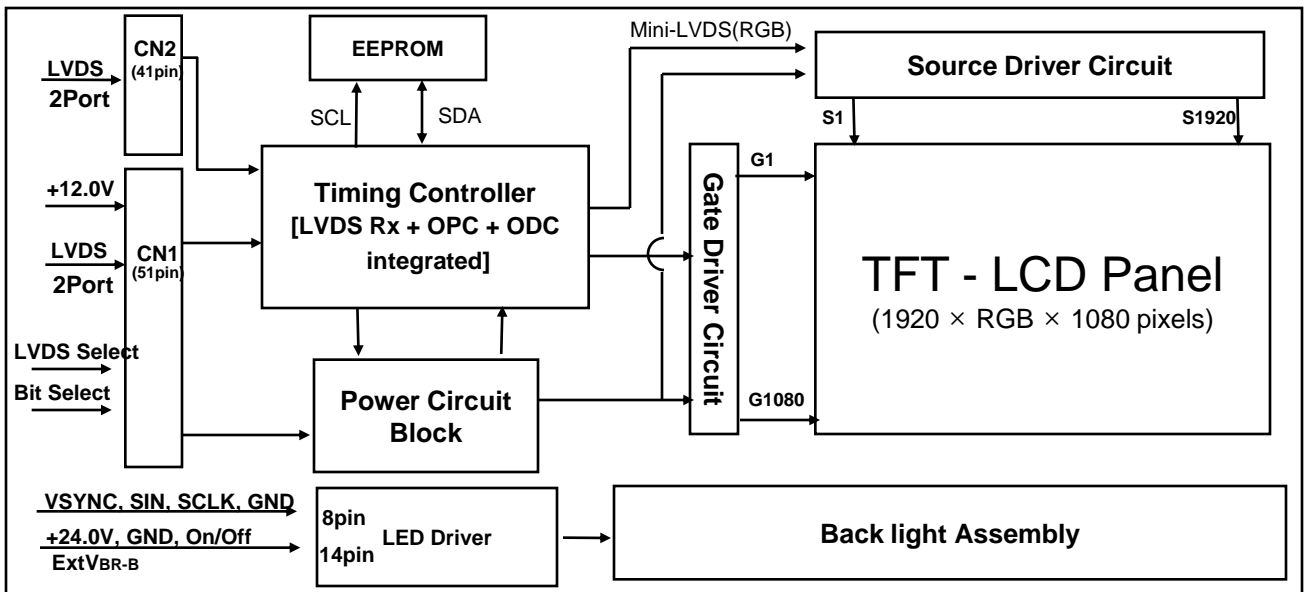 CN2
(41pin)
LVDS
2Port
EEPROM
SCL
SDA
Mini-LVDS(RGB)
Source Driver Circuit
S1
S1920
+12.0V
LVDS
2Port
CN1
(51pin)
LVDS Select
Bit Select
Timing Controller
[LVDS Rx + OPC + ODC
integrated]
Power Circuit
Block
Gate Driver Circuit
G1
G1080
TFT - LCD Panel
(1920 × RGB × 1080 pixels)
VSYNC, SIN, SCLK, GND
+24.0V, GND, On/Off
ExtVBR-B
8pin
14pin
LED Driver
Back light Assembly